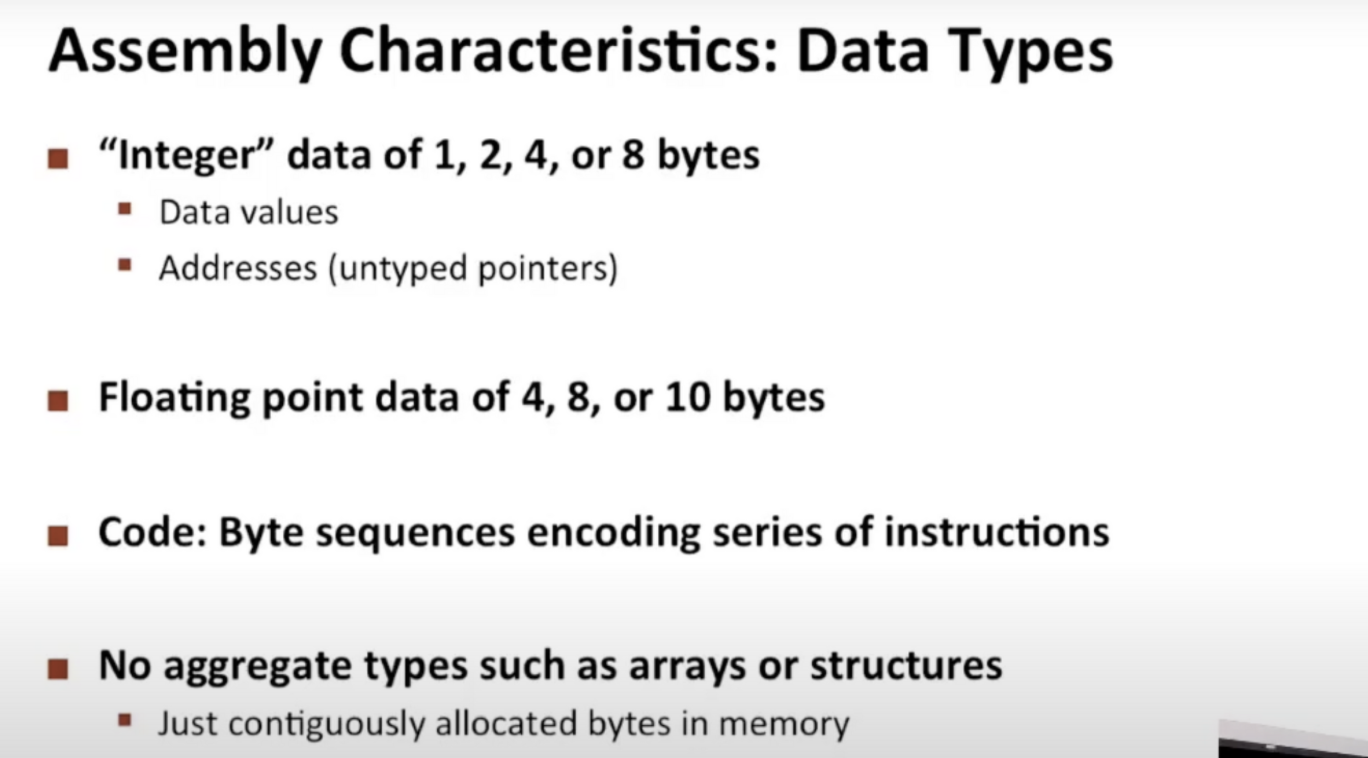 Assembly Characteristics: Data Types
“Integer” data of 1, 2, 4, or 8 bytes
Data values
Addresses (untyped pointers)
Floating point data of 4, 8, or 10 bytes
Code: Byte sequences encoding series of instructions
No aggregate types such as arrays or structures
Just contiguously allocated bytes in memory